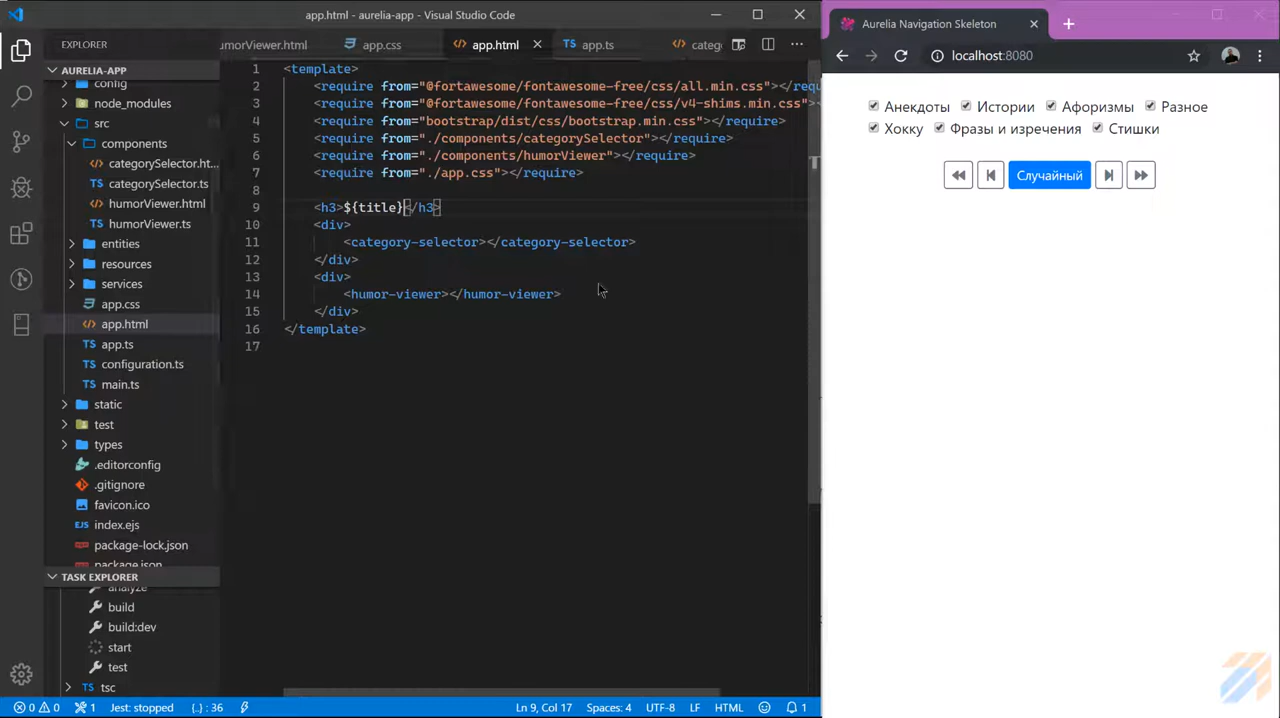 app.html - aurelia-app - Visual Studio Code
EXPLORER
AURELIA-APP
config
node_modules
src
components
categorySelector.ht...
categorySelector.ts
humorViewer.html
humorViewer.ts
entities
resources
services
app.css
app.html
app.ts
configuration.ts
main.ts
static
test
types
.editorconfig
.gitignore
favicon.ico
index.ejs
package-lock.json
package.json
TASK EXPLORER
analyze
build
build:dev
start
test
tsc
umorViewer.html
app.css
app.html
app.ts
categ
1 <template>
2 <require from="@fortawesome/fontawesome-free/css/all.min.css"></requ
3 <require from="@fortawesome/fontawesome-free/css/v4-shims.min.css">
4 <require from="bootstrap/dist/css/bootstrap.min.css"></require>
5 <require from="./components/categorySelector"></require>
6 <require from="./components/humorViewer"></require>
7 <require from="./app.css"></require>
8
9 <h3>${title}</h3>
10 <div>
11 <category-selector></category-selector>
12 </div>
13 <div>
14 <humor-viewer></humor-viewer>
15 </div>
16 </template>
17
0 0 1 Jest: stopped {..} : 36 Ln 9, Col 17 Spaces: 4 UTF-8 LF HTML 1
Aurelia Navigation Skeleton
localhost:8080
Анекдоты Истории Афоризмы Разное
Хокку Фразы и изречения Стишки
Случайный